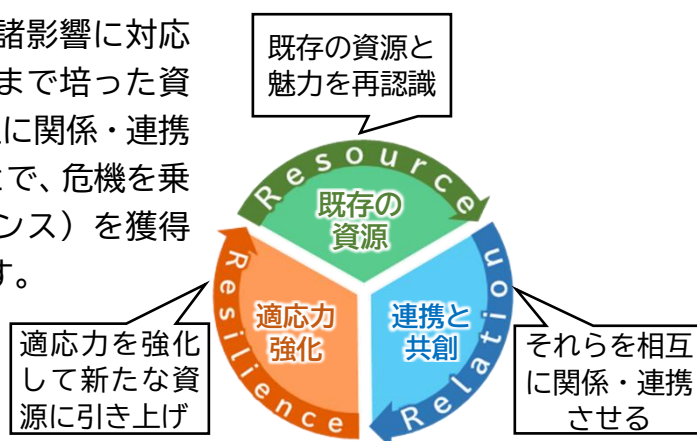 諸影響に対応
まで培った資
に関係・連携
とで、危機を乗
ンス）を獲得
す。
既存の資源と
魅力を再認識
Resource
既存の
資源
Relation
連携と
共創
Resilience
適応力
強化
適応力を強化
して新たな資
源に引き上げ
それらを相互
に関係・連携
させる